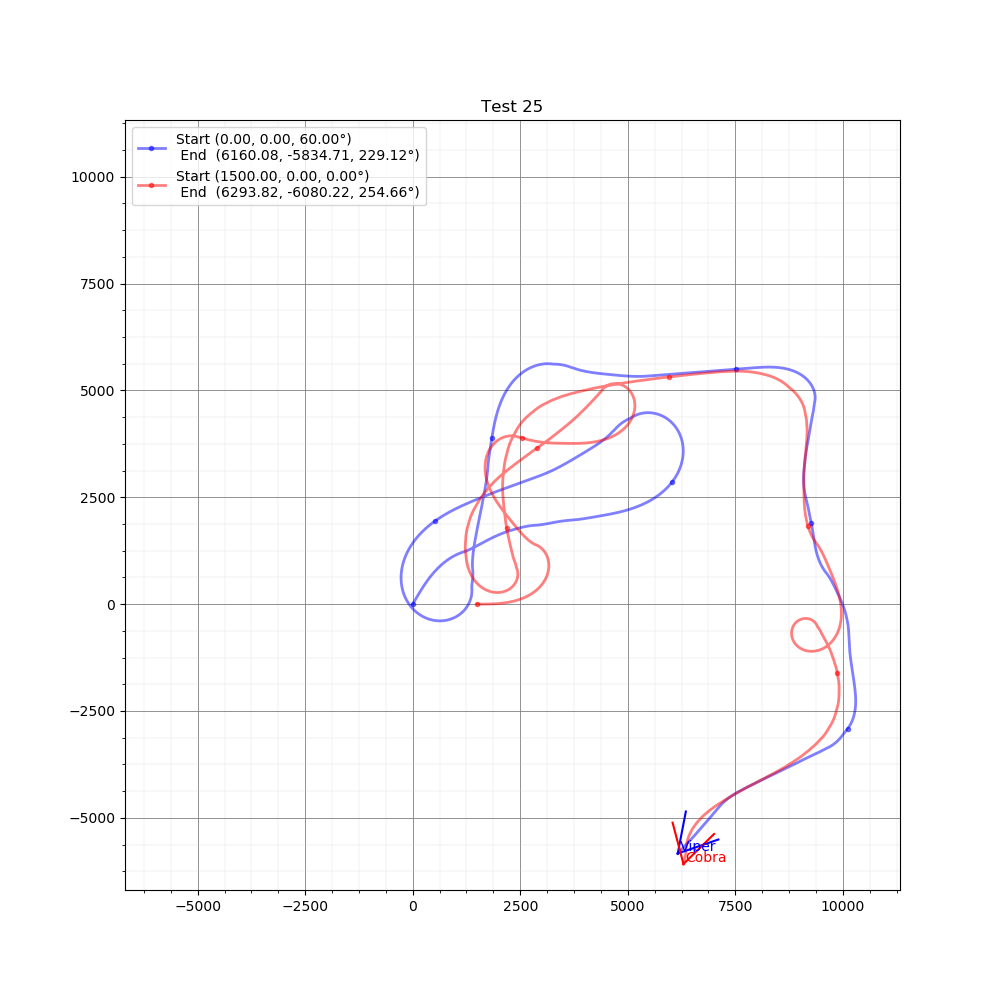 Test 25
Start (0.00, 0.00, 60.00°)
End (6160.08, -5834.71, 229.12°)
Start (1500.00, 0.00, 0.00°)
End (6293.82, -6080.22, 254.66°)
10000
7500
5000
2500
0
−2500
−5000
Viper
Cobra
−5000
−2500
0
2500
5000
7500
10000